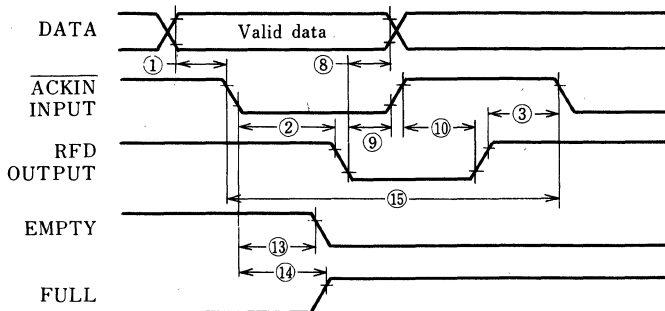 DATA
Valid data
① ⑧
ACKIN
INPUT
② ⑨ ⑩ ③
RFD
OUTPUT
⑮
EMPTY
⑬
⑭
FULL